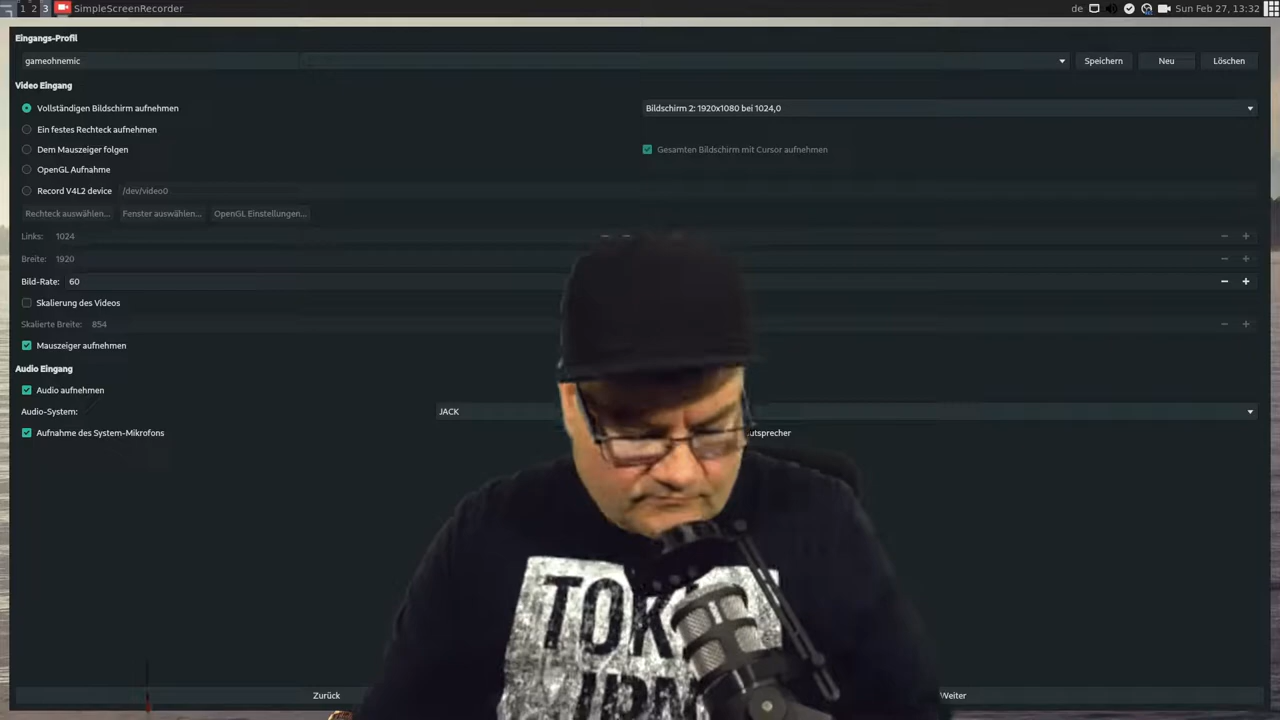 1 2 3 SimpleScreenRecorder de Sun Feb 27, 13:32
Eingangs-Profil
gameohnemic Speichern Neu Löschen
Video Eingang
Vollständigen Bildschirm aufnehmen Bildschirm 2: 1920x1080 bei 1024,0
Ein festes Rechteck aufnehmen
Dem Mauszeiger folgen Gesamten Bildschirm mit Cursor aufnehmen
OpenGL Aufnahme
Record V4L2 device /dev/video0
Rechteck auswählen... Fenster auswählen... OpenGL Einstellungen...
Links: 1024
Breite: 1920
Bild-Rate: 60
Skalierung des Videos
Skalierte Breite: 854
Mauszeiger aufnehmen
Audio Eingang
Audio aufnehmen
Audio-System: JACK
Aufnahme des System-Mikrofons utsprecher
Zurück Weiter